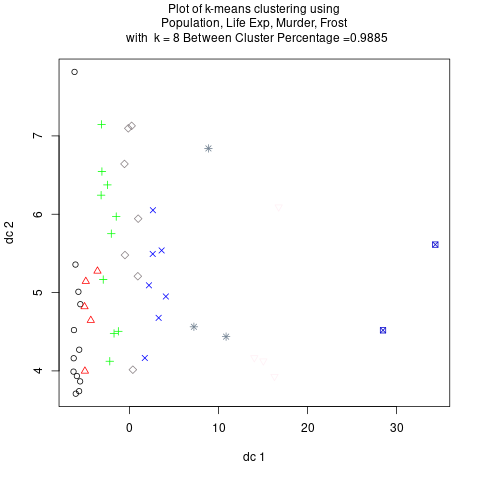 Plot of k-means clustering using
Population, Life Exp, Murder, Frost
with k = 8 Between Cluster Percentage =0.9885
7
6
5
4
dc 2
0 10 20 30
dc 1